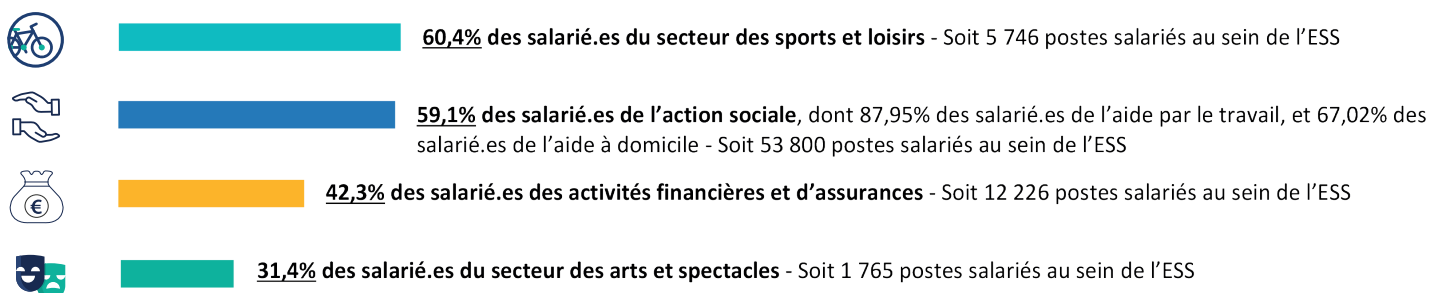 60,4% des salarié.es du secteur des sports et loisirs - Soit 5 746 postes salariés au sein de l’ESS
59,1% des salarié.es de l’action sociale, dont 87,95% des salarié.es de l’aide par le travail, et 67,02% des
salarié.es de l’aide à domicile - Soit 53 800 postes salariés au sein de l’ESS
€
42,3% des salarié.es des activités financières et d’assurances - Soit 12 226 postes salariés au sein de l’ESS
31,4% des salarié.es du secteur des arts et spectacles - Soit 1 765 postes salariés au sein de l’ESS